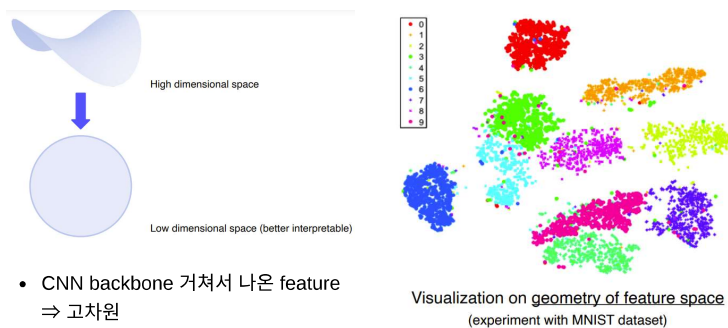 High dimensional space
Low dimensional space (better interpretable)
• CNN backbone 거쳐서 나온 feature
⇒ 고차원
0
1
2
3
4
5
6
7
8
9
Visualization on geometry of feature space
(experiment with MNIST dataset)